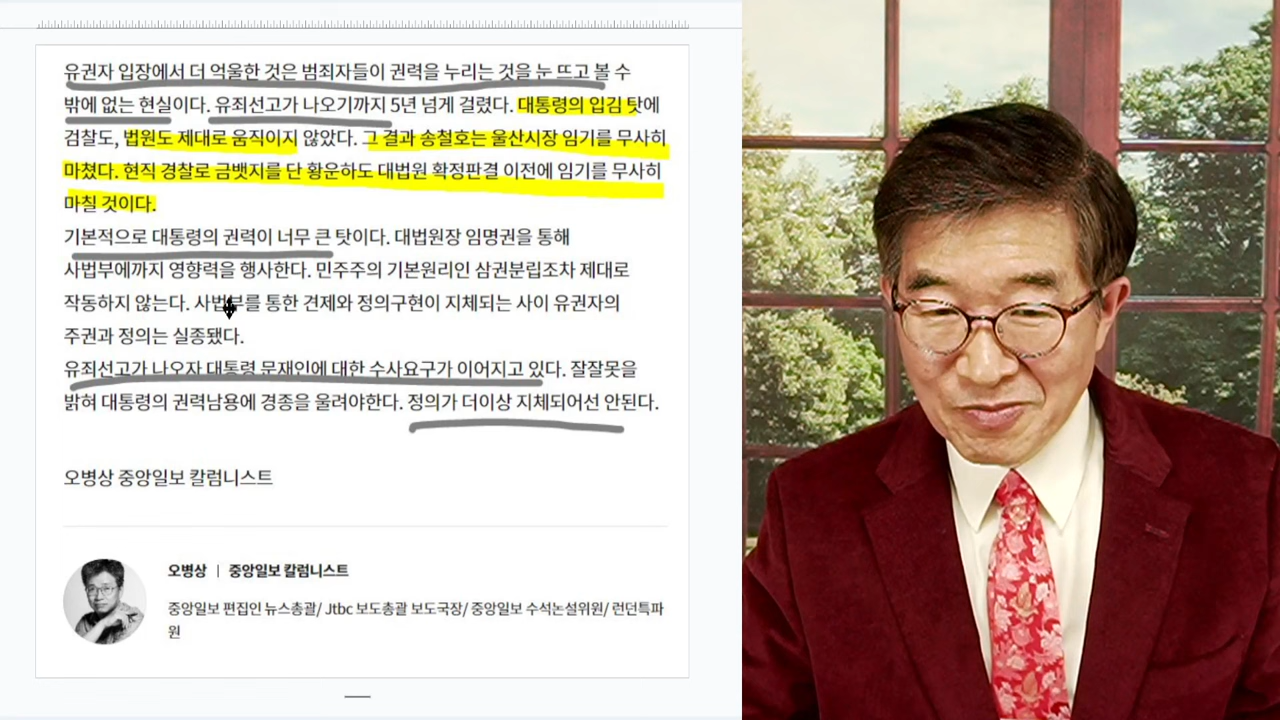 유권자 입장에서 더 억울한 것은 범죄자들이 권력을 누리는 것을 눈 뜨고 볼 수
밖에 없는 현실이다. 유죄선고가 나오기까지 5년 넘게 걸렸다. 대통령의 입김 탓에
검찰도, 법원도 제대로 움직이지 않았다. 그 결과 송철호는 울산시장 임기를 무사히
마쳤다. 현직 경찰로 금뱃지를 단 황운하도 대법원 확정판결 이전에 임기를 무사히
마칠 것이다.
기본적으로 대통령의 권력이 너무 큰 탓이다. 대법원장 임명권을 통해
사법부에까지 영향력을 행사한다. 민주주의 기본원리인 삼권분립조차 제대로
작동하지 않는다. 사법부를 통한 견제와 정의구현이 지체되는 사이 유권자의
주권과 정의는 실종됐다.
유죄선고가 나오자 대통령 문재인에 대한 수사요구가 이어지고 있다. 잘잘못을
밝혀 대통령의 권력남용에 경종을 울려야한다. 정의가 더이상 지체되어선 안된다.
오병상 중앙일보 칼럼니스트
오병상 | 중앙일보 칼럼니스트
중앙일보 편집인 뉴스총괄/ Jtbc 보도총괄 보도국장/ 중앙일보 수석논설위원/ 런던특파
원